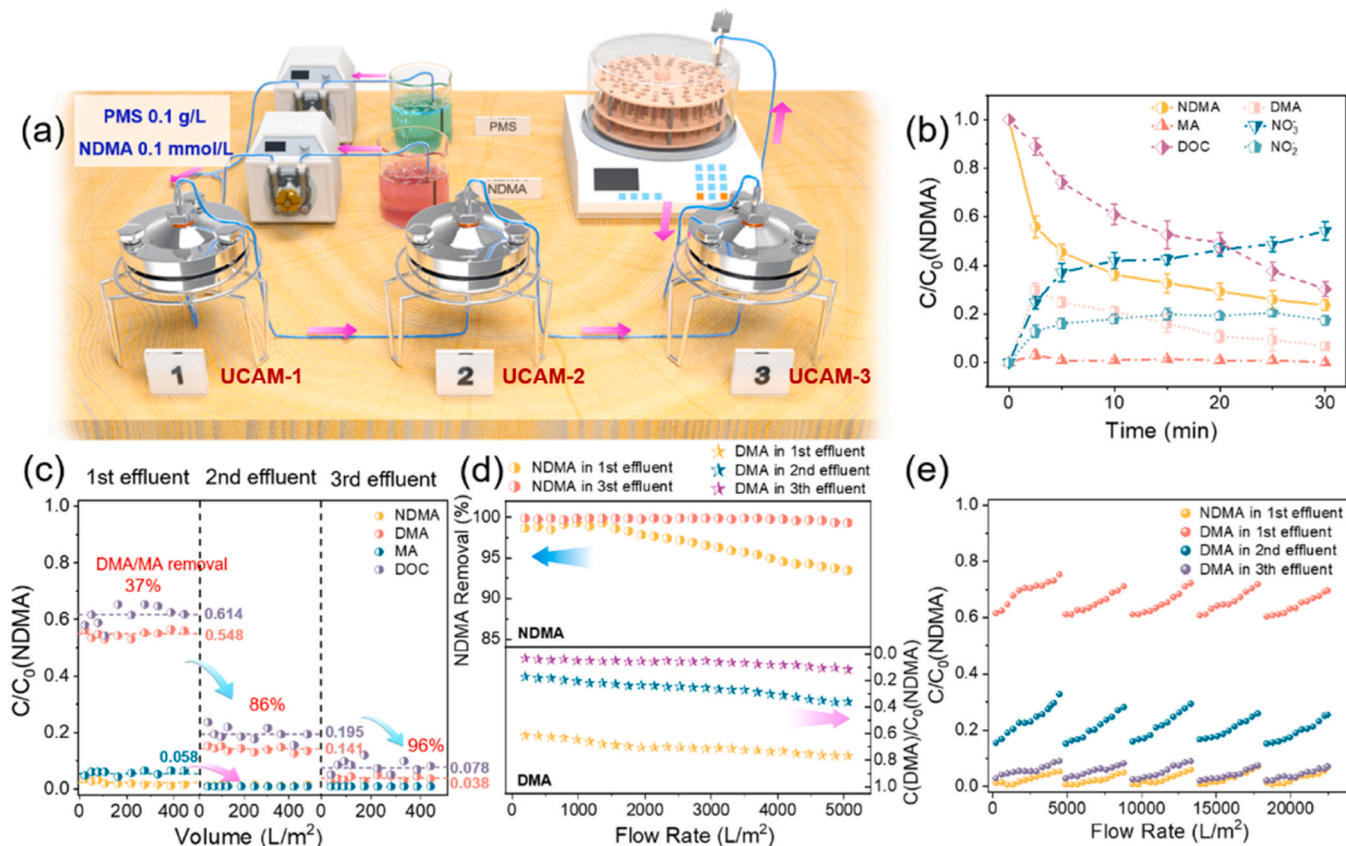 (a)
PMS 0.1 g/L
NDMA 0.1 mmol/L
PMS
NDMA
1 UCAM-1
2 UCAM-2
3 UCAM-3
(b)
NDMA
DMA
MA
NO₃⁻
DOC
NO₂⁻
C/C₀(NDMA)
1.0
0.8
0.6
0.4
0.2
0.0
0 10 20 30
Time (min)
(c)
1st effluent 2nd effluent 3rd effluent
NDMA
DMA
MA
DOC
DMA/MA removal
37%
0.614
0.548
86%
0.195
0.141
0.058
96%
0.078
0.038
C/C₀(NDMA)
1.0
0.8
0.6
0.4
0.2
0.0
0 200 400 0 200 400 0 200 400
Volume (L/m²)
(d)
NDMA in 1st effluent
NDMA in 3st effluent
DMA in 1st effluent
DMA in 2nd effluent
DMA in 3th effluent
NDMA Removal (%)
100
95
90
85
NDMA
DMA
0.0
0.2
0.4
0.6
0.8
1.0
C(DMA)/C₀(NDMA)
0 1000 2000 3000 4000 5000
Flow Rate (L/m²)
(e)
NDMA in 1st effluent
DMA in 1st effluent
DMA in 2nd effluent
DMA in 3th effluent
C/C₀(NDMA)
1.0
0.8
0.6
0.4
0.2
0.0
0 5000 10000 15000 20000
Flow Rate (L/m²)